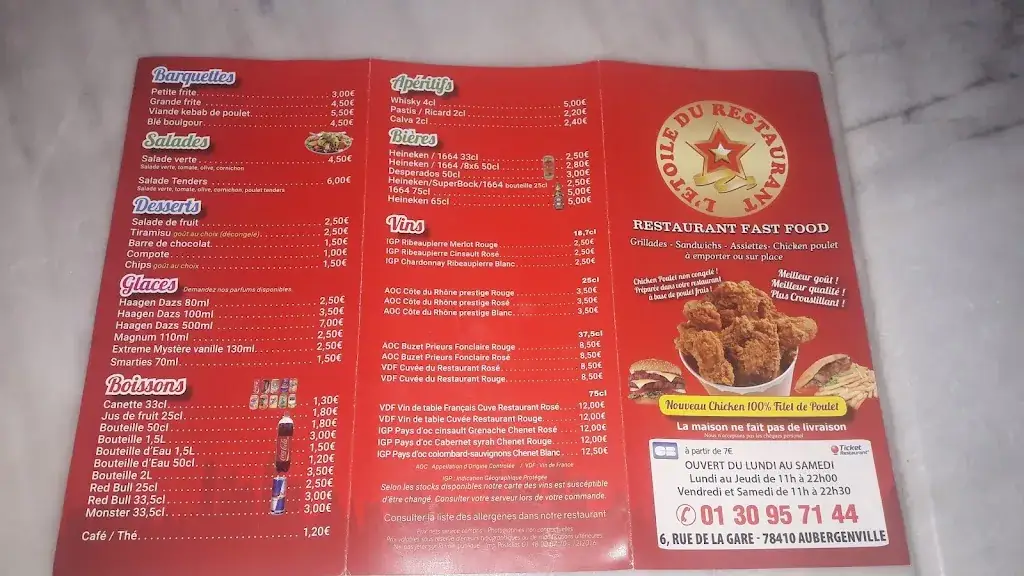 Barquettes
Petite frite 3,00€
Grande frite 4,50€
Viande kebab de poulet 5,50€
Blé boulgour 4,50€
Salades
Salade verte 4,50€
Salade verte, tomate, olive, cornichon
Salade Tenders 6,00€
Salade verte, tomate, olive, cornichon, poulet tenders
Desserts
Salade de fruit 2,50€
Tiramisu goût au choix (décongelé) 2,50€
Barre de chocolat 1,50€
Compote 1,00€
Chips goût au choix 1,50€
Glaces Demandez nos parfums disponibles.
Haagen Dazs 80ml 2,50€
Haagen Dazs 100ml 3,50€
Haagen Dazs 500ml 7,00€
Magnum 110ml 2,50€
Extreme Mystère vanille 130ml 2,50€
Smarties 70ml 1,50€
Boissons
Canette 33cl 1,30€
Jus de fruit 25cl 1,80€
Bouteille 50cl 1,80€
Bouteille 1,5L 3,00€
Bouteille d'Eau 1,5L 1,50€
Bouteille d'Eau 50cl 1,20€
Bouteille 2L 3,50€
Red Bull 25cl 2,50€
Red Bull 33,5cl 3,00€
Monster 33,5cl 3,00€
Café / Thé 1,20€
Apéritifs
Whisky 4cl 5,00€
Pastis / Ricard 2cl 2,20€
Calva 2cl 2,40€
Bières
Heineken / 1664 33cl 2,50€
Heineken / 1664 /8x6 50cl 2,80€
Desperados 50cl 3,00€
Heineken/SuperBock/1664 bouteille 25cl 2,50€
1664 75cl 5,00€
Heineken 65cl 5,00€
Vins
18,7cl
IGP Ribeaupierre Merlot Rouge 2,50€
IGP Ribeaupierre Cinsault Rosé 2,50€
IGP Chardonnay Ribeaupierre Blanc 2,50€
25cl
AOC Côte du Rhône prestige Rouge 3,50€
AOC Côte du Rhône prestige Rosé 3,50€
AOC Côte du Rhône prestige Blanc 3,50€
37,5cl
AOC Buzet Prieurs Fonclaire Rouge 8,50€
AOC Buzet Prieurs Fonclaire Rosé 8,50€
VDF Cuvée du Restaurant Rosé 8,50€
VDF Cuvée du Restaurant Rouge 8,50€
75cl
VDF Vin de table Français Cuve Restaurant Rosé 12,00€
VDF Vin de table Cuvée Restaurant Rouge 12,00€
IGP Pays d'oc cinsault Grenache Chenet Rosé 12,00€
IGP Pays d'oc Cabernet syrah Chenet Rouge 12,00€
IGP Pays d'oc colombard-sauvignons Chenet Blanc 12,50€
AOC : Appellation d'Origine Contrôlée / VDF : Vin de France
IGP : Indication Géographique Protégée
Selon les stocks disponibles notre carte des vins est susceptible
d'être changé. Consulter votre serveur lors de votre commande.
Consulter la liste des allergènes dans notre restaurant
L'ETOILE DU RESTAURANT
RESTAURANT FAST FOOD
Grillades - Sandwichs - Assiettes - Chicken poulet
à emporter ou sur place
Chicken Poulet non congelé !
Préparée dans votre restaurant
à base de poulet frais !
Meilleur goût !
Meilleur qualité !
Plus Croustillant !
Nouveau Chicken 100% Filet de Poulet
La maison ne fait pas de livraison
Nous n'acceptons pas les chèques personnel
CB à partir de 7€ Ticket Restaurant
OUVERT DU LUNDI AU SAMEDI
Lundi au Jeudi de 11h à 22h00
Vendredi et Samedi de 11h à 22h30
01 30 95 71 44
6, RUE DE LA GARE - 78410 AUBERGENVILLE